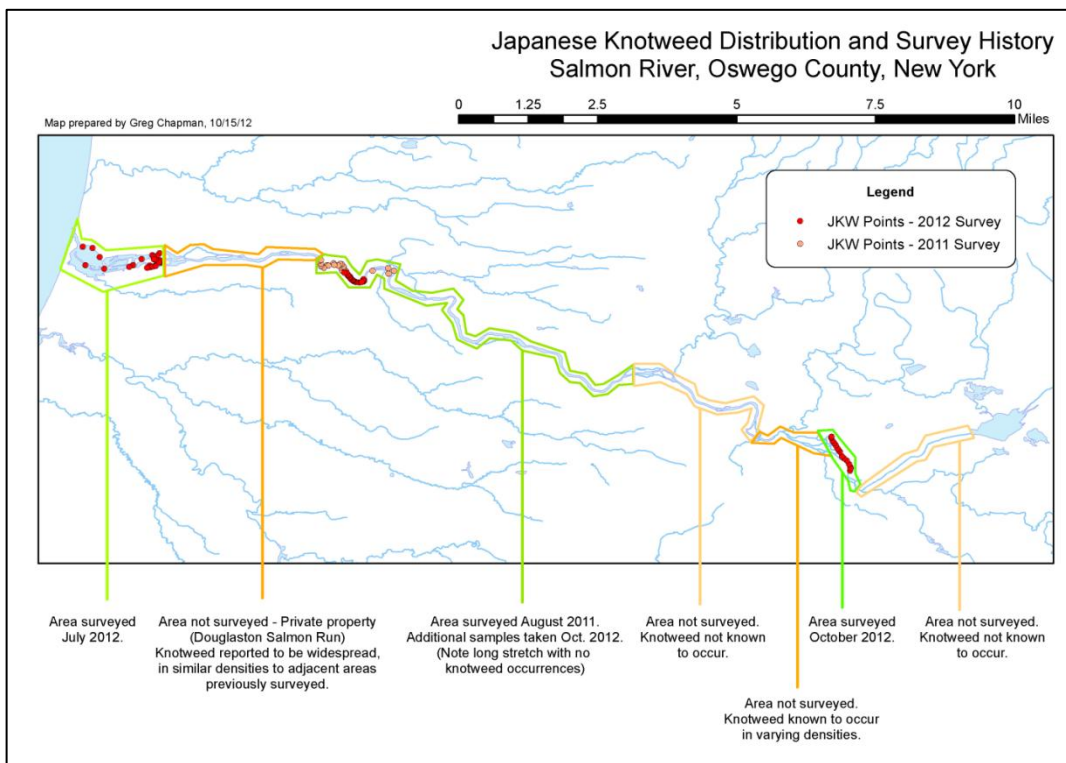 Japanese Knotweed Distribution and Survey History
Salmon River, Oswego County, New York
0 1.25 2.5 5 7.5 10
Miles
Map prepared by Greg Chapman, 10/15/12
Legend
JKW Points - 2012 Survey
JKW Points - 2011 Survey
Area surveyed
July 2012.
Area not surveyed - Private property
(Douglaston Salmon Run)
Knotweed reported to be widespread,
in similar densities to adjacent areas
previously surveyed.
Area surveyed August 2011.
Additional samples taken Oct. 2012.
(Note long stretch with no
knotweed occurrences)
Area not surveyed.
Knotweed not known
to occur.
Area not surveyed.
Knotweed known to occur
in varying densities.
Area surveyed
October 2012.
Area not surveyed.
Knotweed not known
to occur.